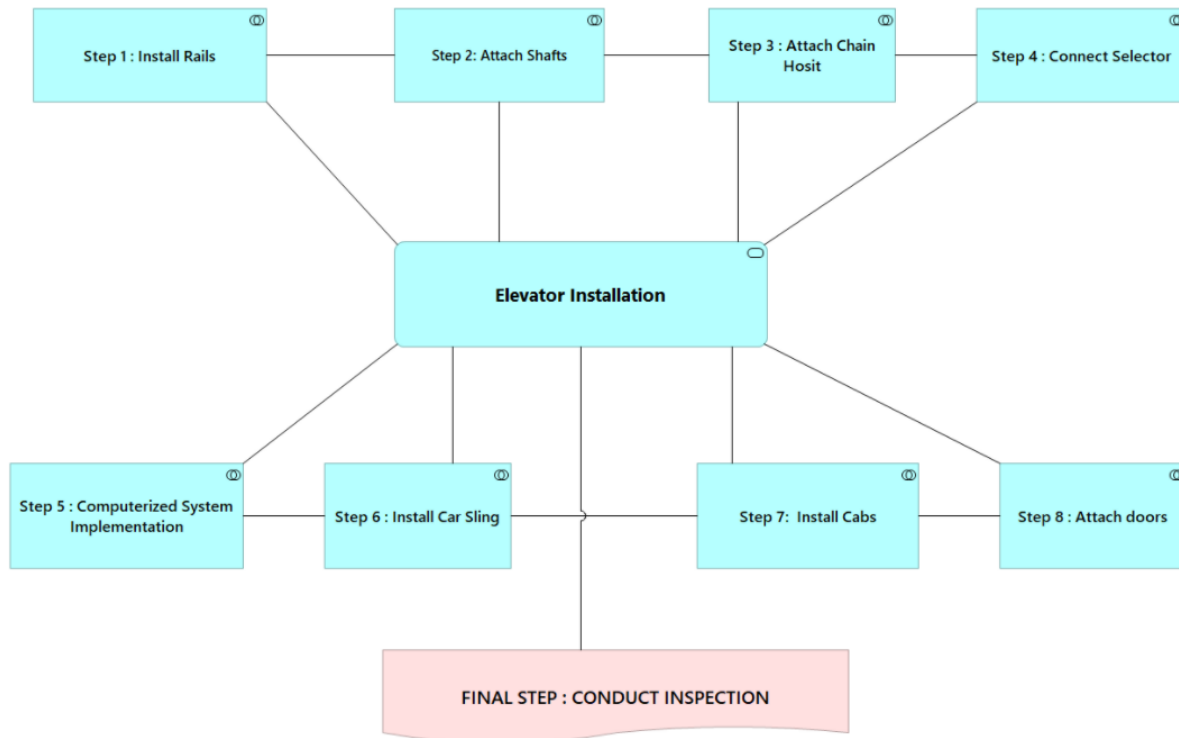 Step 1 : Install Rails
Step 2: Attach Shafts
Step 3 : Attach Chain
Hosit
Step 4 : Connect Selector
Elevator Installation
Step 5 : Computerized System
Implementation
Step 6 : Install Car Sling
Step 7:  Install Cabs
Step 8 : Attach doors
FINAL STEP : CONDUCT INSPECTION